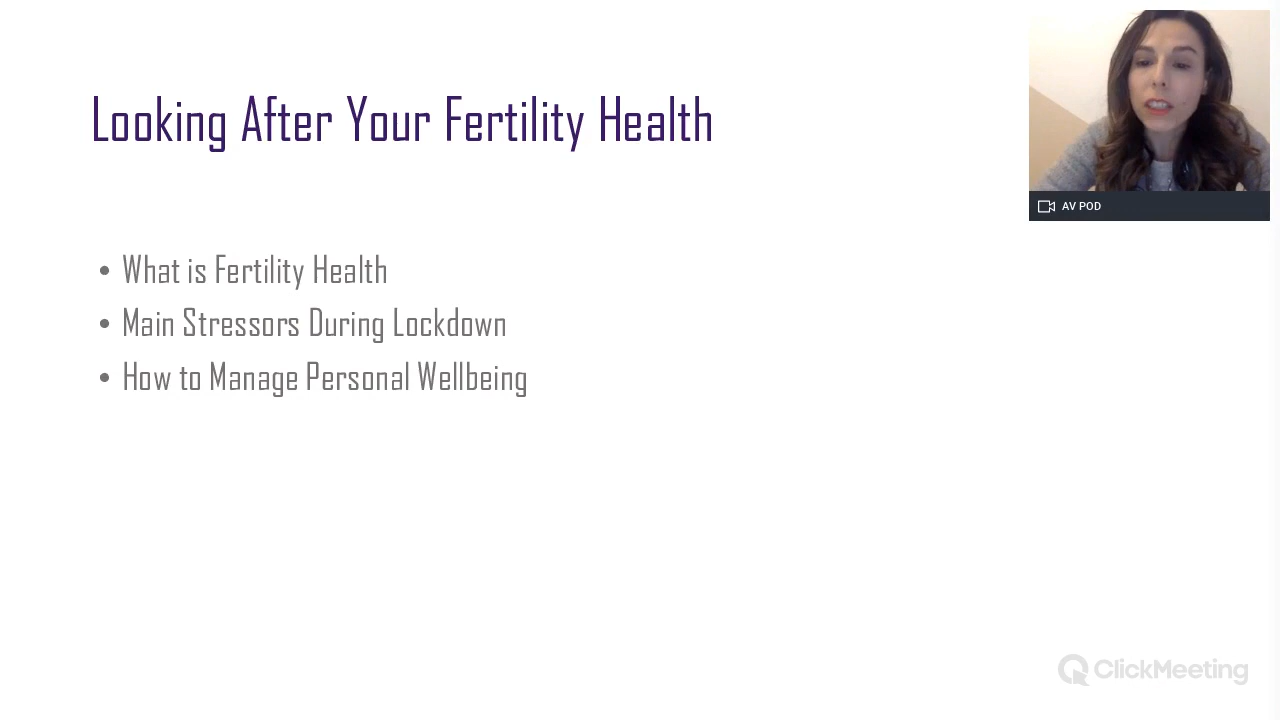 Looking After Your Fertility Health
• What is Fertility Health
• Main Stressors During Lockdown
• How to Manage Personal Wellbeing
AV POD
ClickMeeting